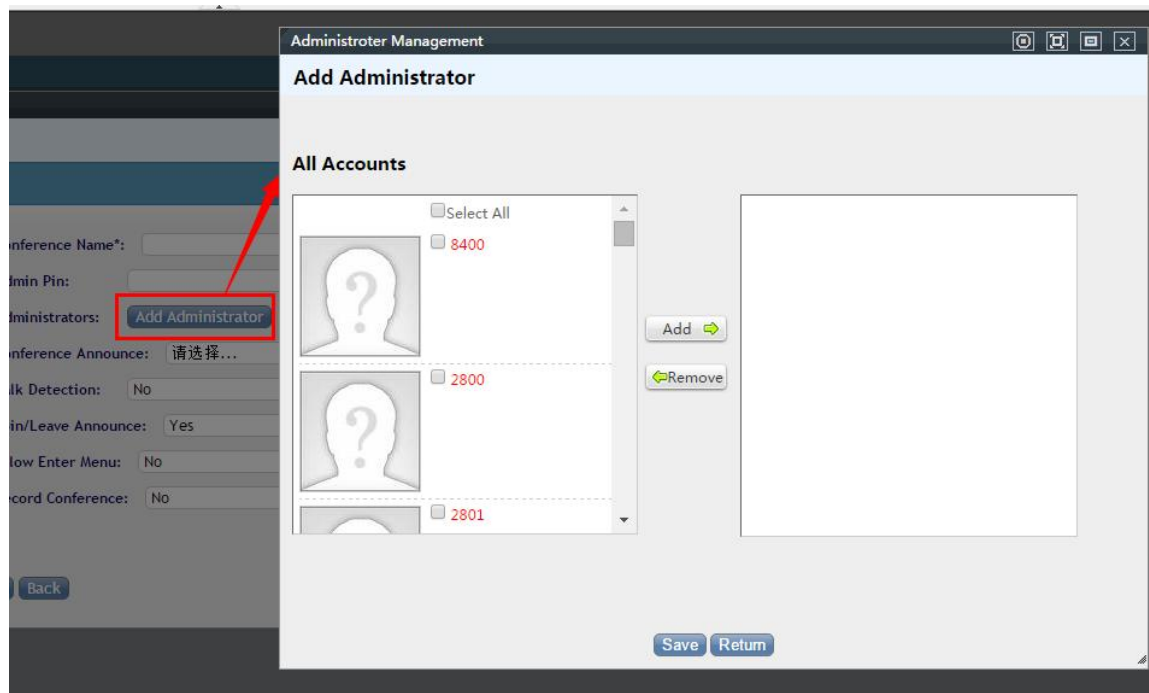 Administroter Management
Add Administrator
All Accounts
Select All
8400
2800
2801
Add
Remove
Save Return
onference Name*:
dmin Pin:
dministrators: Add Administrator
onference Announce: 请选择...
lk Detection: No
in/Leave Announce: Yes
low Enter Menu: No
ecord Conference: No
Back